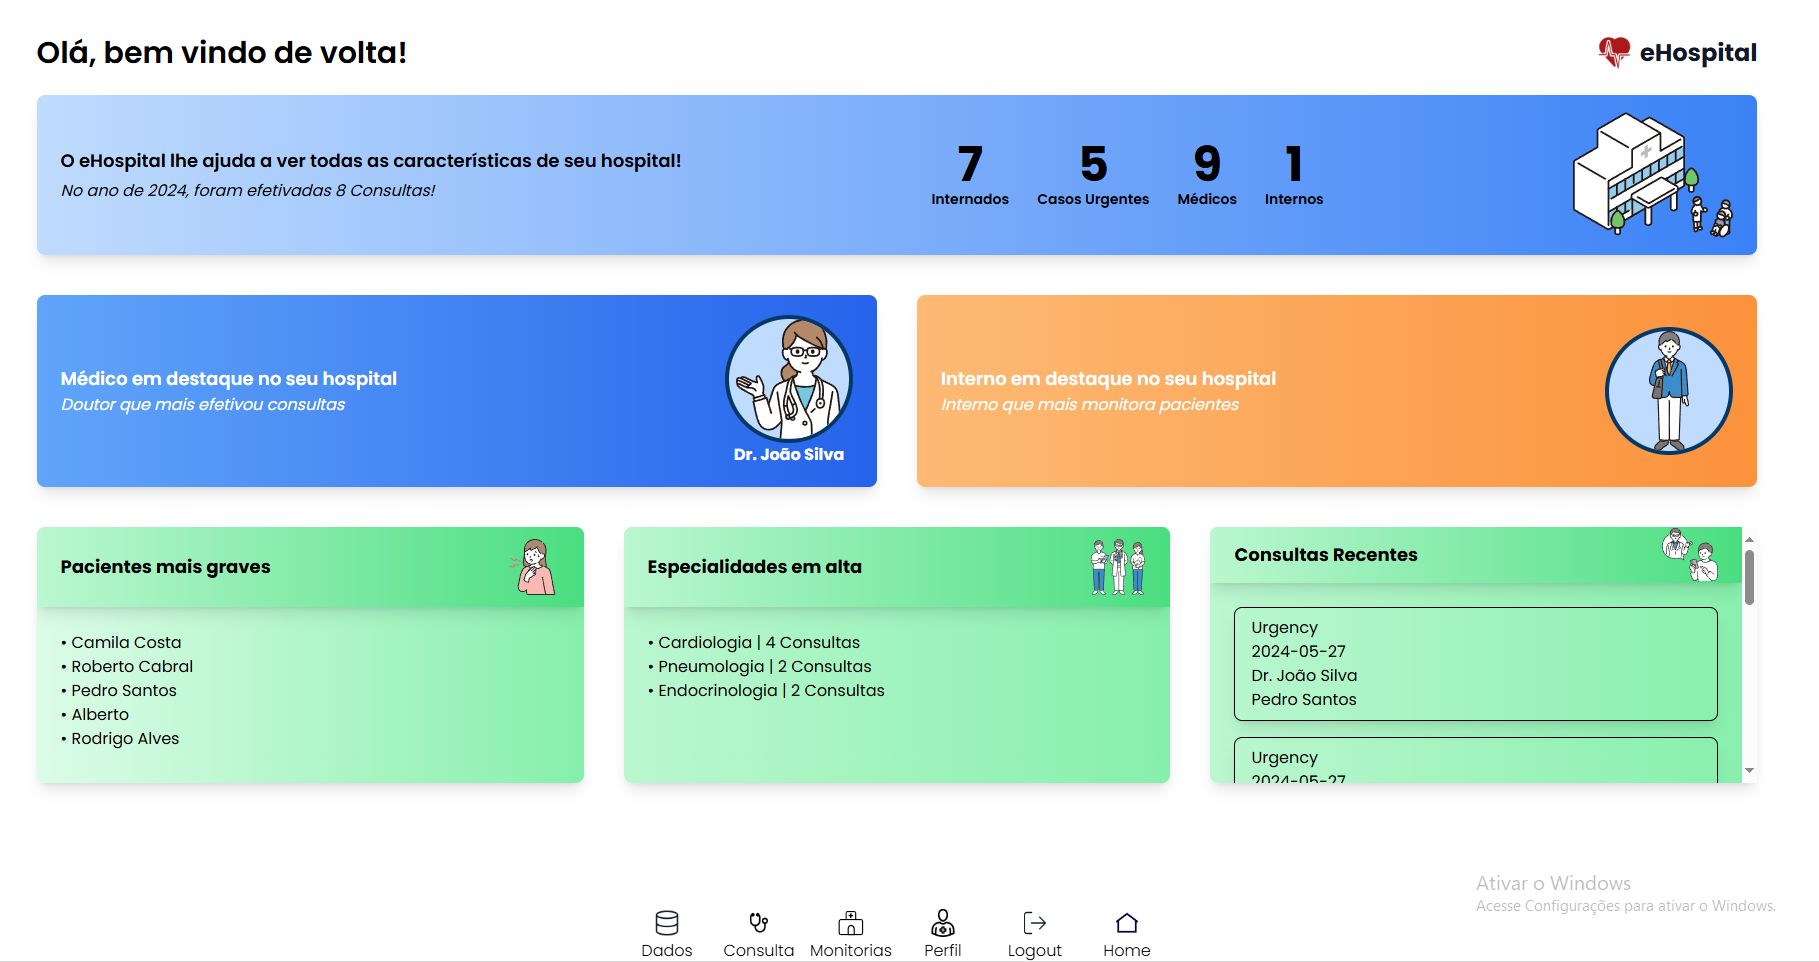 Olá, bem vindo de volta!
eHospital
O eHospital lhe ajuda a ver todas as características de seu hospital!
No ano de 2024, foram efetivadas 8 Consultas!
7
Internados
5
Casos Urgentes
9
Médicos
1
Internos
Médico em destaque no seu hospital
Doutor que mais efetivou consultas
Dr. João Silva
Interno em destaque no seu hospital
Interno que mais monitora pacientes
Pacientes mais graves
• Camila Costa
• Roberto Cabral
• Pedro Santos
• Alberto
• Rodrigo Alves
Especialidades em alta
• Cardiologia | 4 Consultas
• Pneumologia | 2 Consultas
• Endocrinologia | 2 Consultas
Consultas Recentes
Urgency
2024-05-27
Dr. João Silva
Pedro Santos
Urgency
2024-05-27
Ativar o Windows
Acesse Configurações para ativar o Windows.
Dados
Consulta
Monitorias
Perfil
Logout
Home